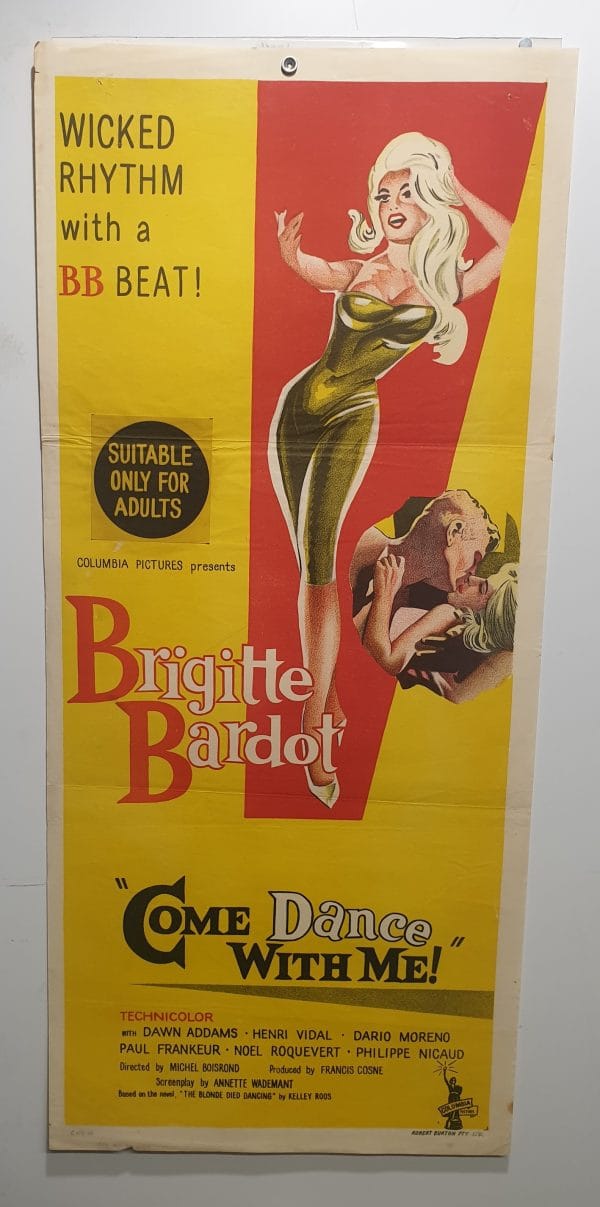 WICKED
RHYTHM
with a
BB BEAT!
SUITABLE
ONLY FOR
ADULTS
COLUMBIA PICTURES presents
Brigitte
Bardot
"COME DANCE
WITH ME!"
TECHNICOLOR
WITH DAWN ADDAMS · HENRI VIDAL · DARIO MORENO
PAUL FRANKEUR · NOEL ROQUEVERT · PHILIPPE NICAUD
Directed by MICHEL BOISROND Produced by FRANCIS COSNE
Screenplay by ANNETTE WADEMANT
Based on the novel, "THE BLONDE DIED DANCING" by KELLEY ROOS
COLUMBIA
PICTURES
ROBERT BURTON PTY. LTD.